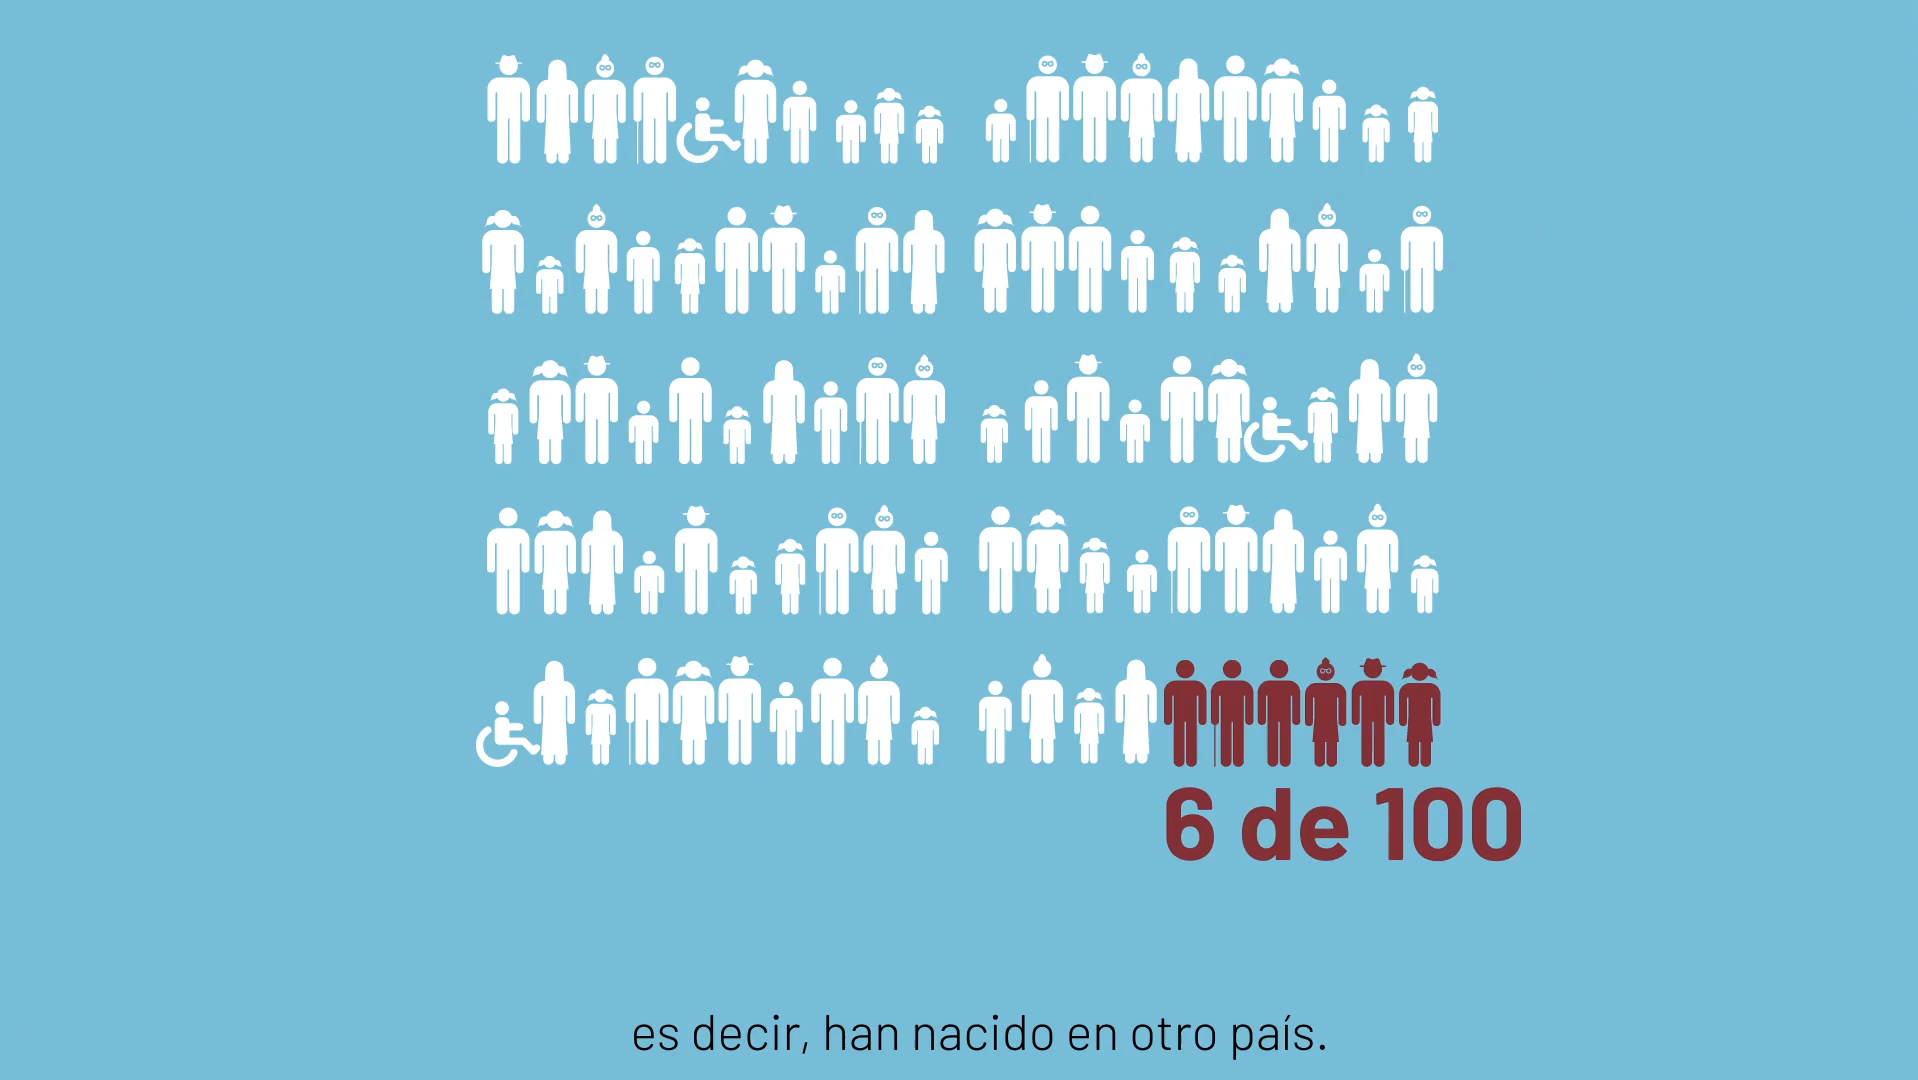 6 de 100
es decir, han nacido en otro país.